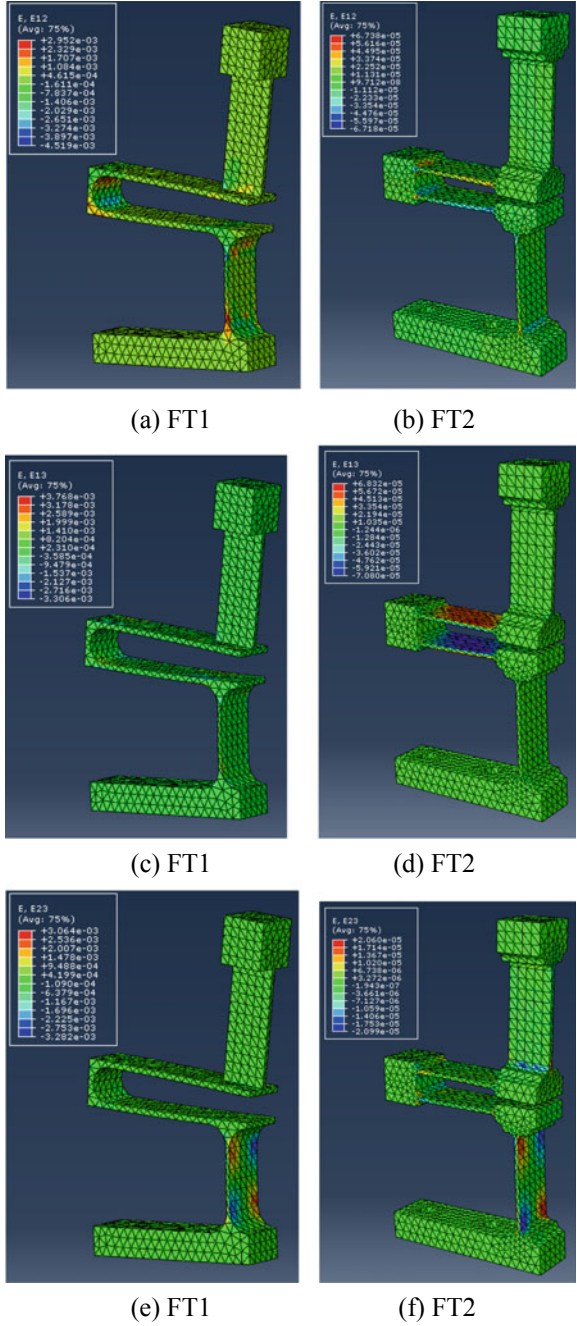 E, E12
(Avg: 75%)
+2.952e-03
+2.329e-03
+1.707e-03
+1.084e-03
+4.615e-04
-1.611e-04
-7.837e-04
-1.406e-03
-2.029e-03
-2.651e-03
-3.274e-03
-3.897e-03
-4.519e-03
E, E12
(Avg: 75%)
+6.738e-05
+5.616e-05
+4.495e-05
+3.374e-05
+2.252e-05
+1.131e-05
+9.712e-08
-1.112e-05
-2.233e-05
-3.354e-05
-4.476e-05
-5.597e-05
-6.718e-05
(a) FT1
(b) FT2
E, E13
(Avg: 75%)
+3.768e-03
+3.178e-03
+2.589e-03
+1.999e-03
+1.410e-03
+8.204e-04
+2.310e-04
-3.585e-04
-9.479e-04
-1.537e-03
-2.127e-03
-2.716e-03
-3.306e-03
E, E13
(Avg: 75%)
+6.832e-05
+5.672e-05
+4.513e-05
+3.354e-05
+2.194e-05
+1.035e-05
-1.244e-06
-1.284e-05
-2.443e-05
-3.602e-05
-4.762e-05
-5.921e-05
-7.080e-05
(c) FT1
(d) FT2
E, E23
(Avg: 75%)
+3.064e-03
+2.536e-03
+2.007e-03
+1.478e-03
+9.488e-04
+4.199e-04
-1.090e-04
-6.379e-04
-1.167e-03
-1.696e-03
-2.225e-03
-2.753e-03
-3.282e-03
E, E23
(Avg: 75%)
+2.060e-05
+1.714e-05
+1.367e-05
+1.020e-05
+6.738e-06
+3.272e-06
-1.943e-07
-3.661e-06
-7.127e-06
-1.059e-05
-1.406e-05
-1.753e-05
-2.099e-05
(e) FT1
(f) FT2